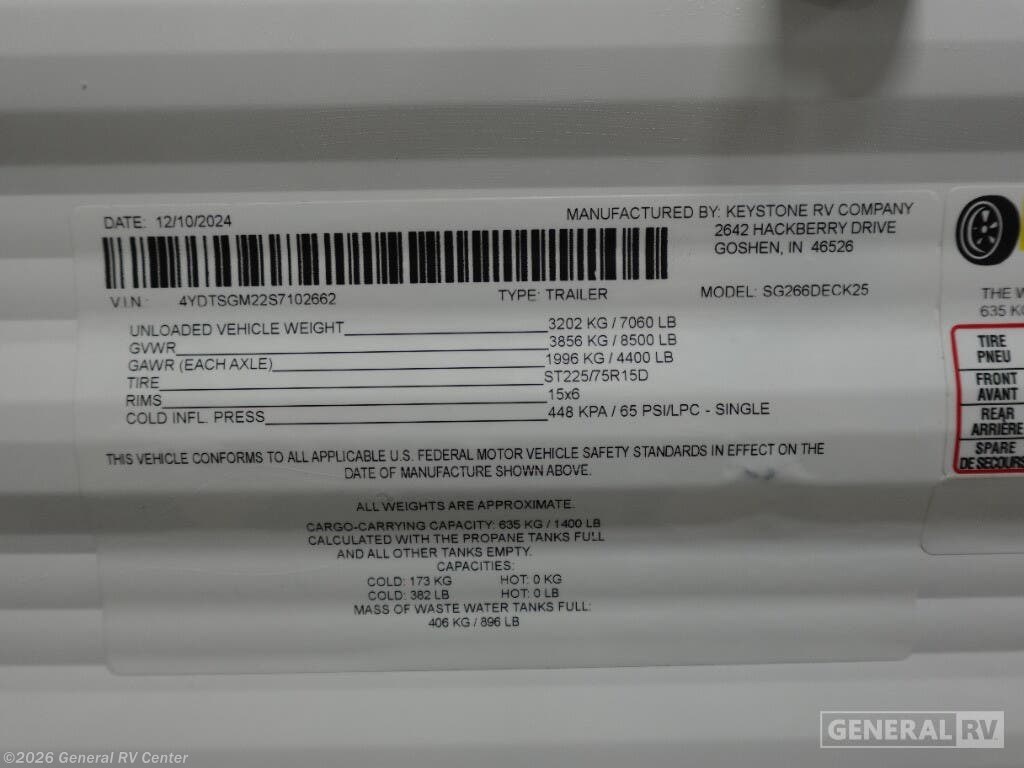 DATE: 12/10/2024
MANUFACTURED BY: KEYSTONE RV COMPANY
2642 HACKBERRY DRIVE
GOSHEN, IN 46526
VIN: 4YDTSGM22S7102662
TYPE: TRAILER
MODEL: SG266DECK25
UNLOADED VEHICLE WEIGHT 3202 KG / 7060 LB
GVWR 3856 KG / 8500 LB
GAWR (EACH AXLE) 1996 KG / 4400 LB
TIRE ST225/75R15D
RIMS 15x6
COLD INFL. PRESS 448 KPA / 65 PSI/LPC - SINGLE
THIS VEHICLE CONFORMS TO ALL APPLICABLE U.S. FEDERAL MOTOR VEHICLE SAFETY STANDARDS IN EFFECT ON THE
DATE OF MANUFACTURE SHOWN ABOVE.
ALL WEIGHTS ARE APPROXIMATE.
CARGO-CARRYING CAPACITY: 635 KG / 1400 LB
CALCULATED WITH THE PROPANE TANKS FULL
AND ALL OTHER TANKS EMPTY.
CAPACITIES:
COLD: 173 KG HOT: 0 KG
COLD: 382 LB HOT: 0 LB
MASS OF WASTE WATER TANKS FULL:
406 KG / 896 LB
THE
635
TIRE
PNEU
FRONT
AVANT
REAR
ARRIÈRE
SPARE
DE SECOURS
GENERAL RV
©2026 General RV Center